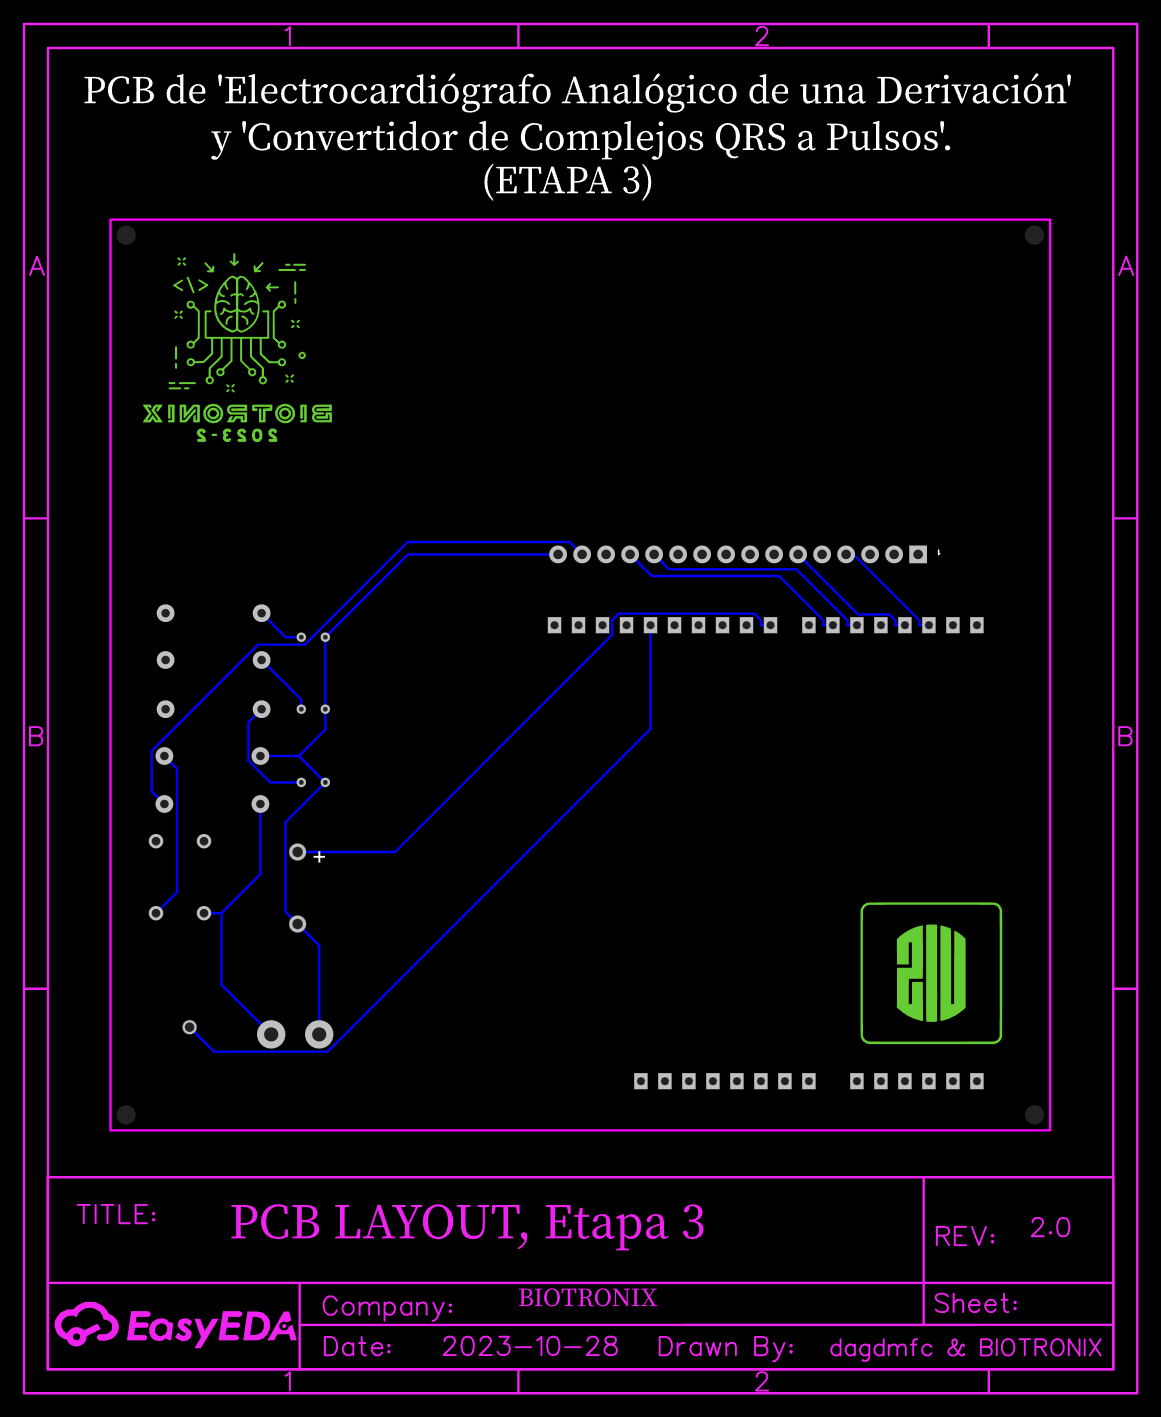 1 2
PCB de 'Electrocardiógrafo Analógico de una Derivación'
y 'Convertidor de Complejos QRS a Pulsos'.
(ETAPA 3)
A A
</>
BIOTRONIX
2023-2
+
B B
TITLE: PCB LAYOUT, Etapa 3
REV: 2.0
EasyEDA
Company: BIOTRONIX
Sheet:
Date: 2023-10-28 Drawn By: dagdmfc & BIOTRONIX
1 2